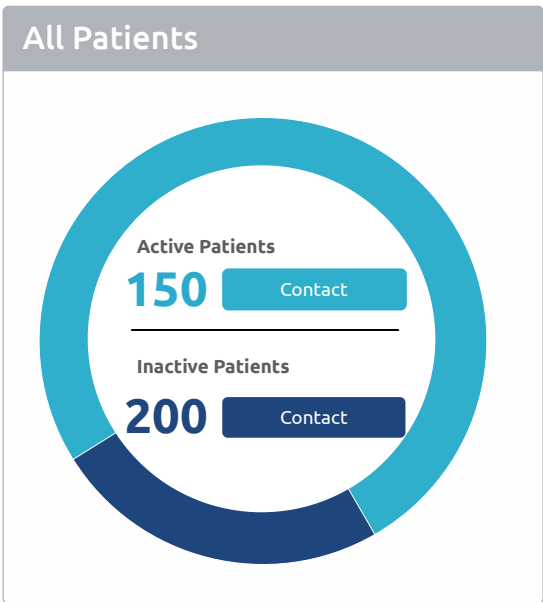 All Patients
Active Patients
150 Contact
Inactive Patients
200 Contact